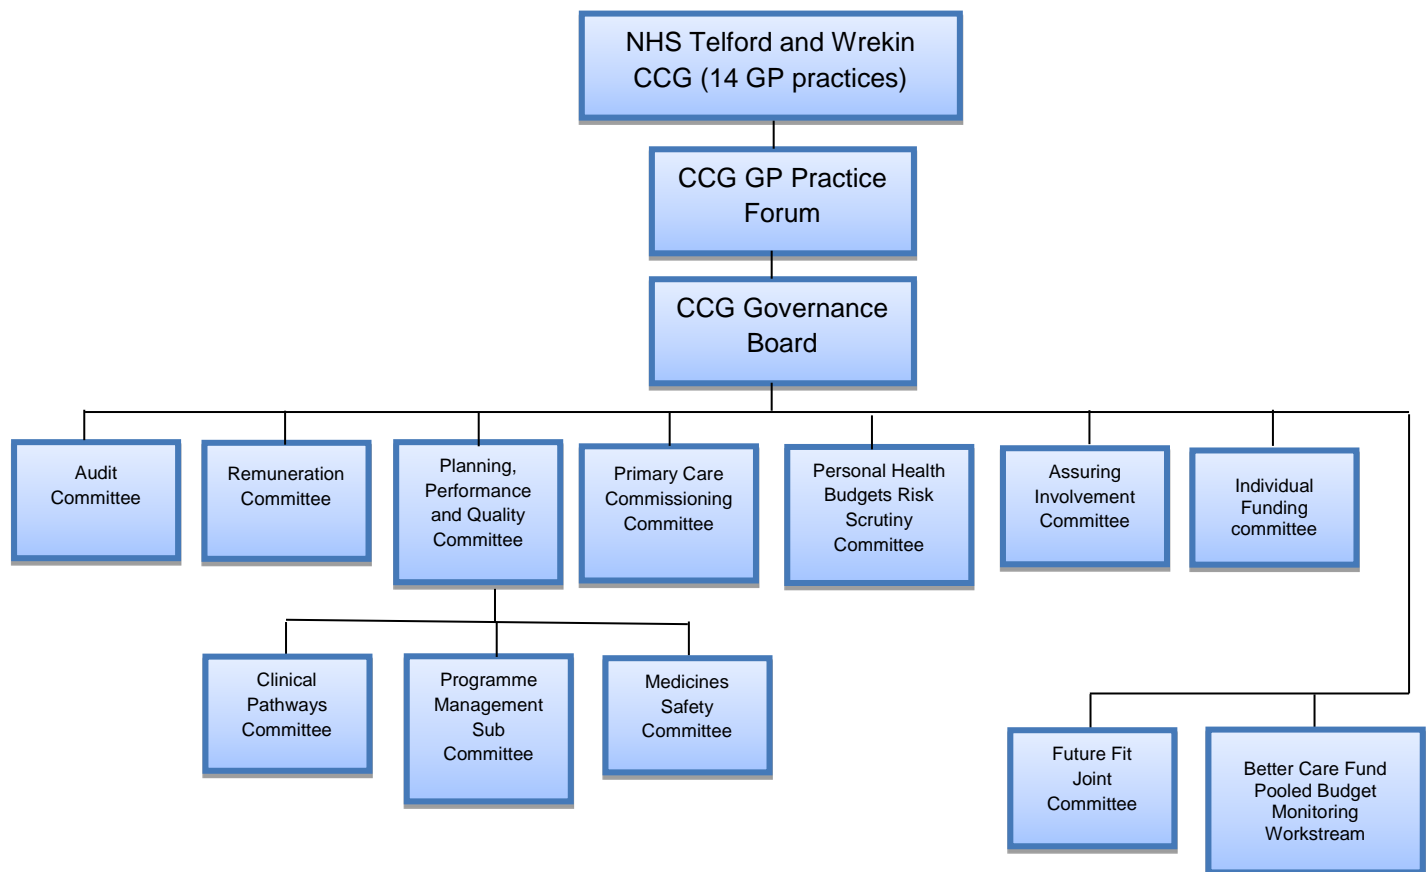 NHS Telford and Wrekin
CCG (14 GP practices)
CCG GP Practice
Forum
CCG Governance
Board
Audit
Committee
Remuneration
Committee
Planning,
Performance
and Quality
Committee
Primary Care
Commissioning
Committee
Personal Health
Budgets Risk
Scrutiny
Committee
Assuring
Involvement
Committee
Individual
Funding
committee
Clinical
Pathways
Committee
Programme
Management
Sub
Committee
Medicines
Safety
Committee
Future Fit
Joint
Committee
Better Care Fund
Pooled Budget
Monitoring
Workstream